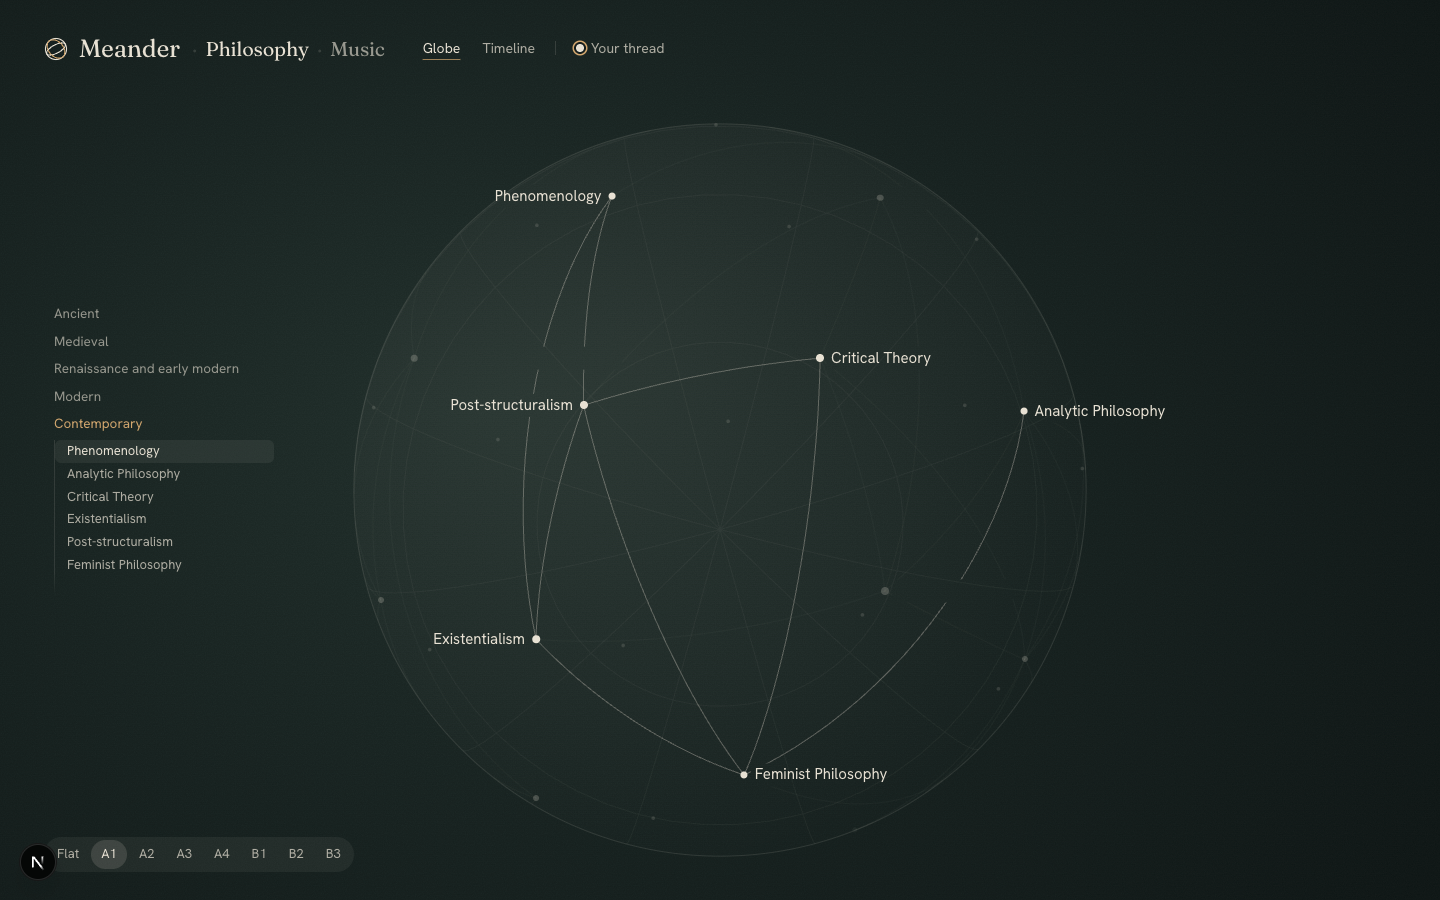 Meander · Philosophy · Music
Globe
Timeline
Your thread
Phenomenology
Critical Theory
Post-structuralism
Analytic Philosophy
Existentialism
Feminist Philosophy
Ancient
Medieval
Renaissance and early modern
Modern
Contemporary
Phenomenology
Analytic Philosophy
Critical Theory
Existentialism
Post-structuralism
Feminist Philosophy
N
Flat
A1
A2
A3
A4
B1
B2
B3